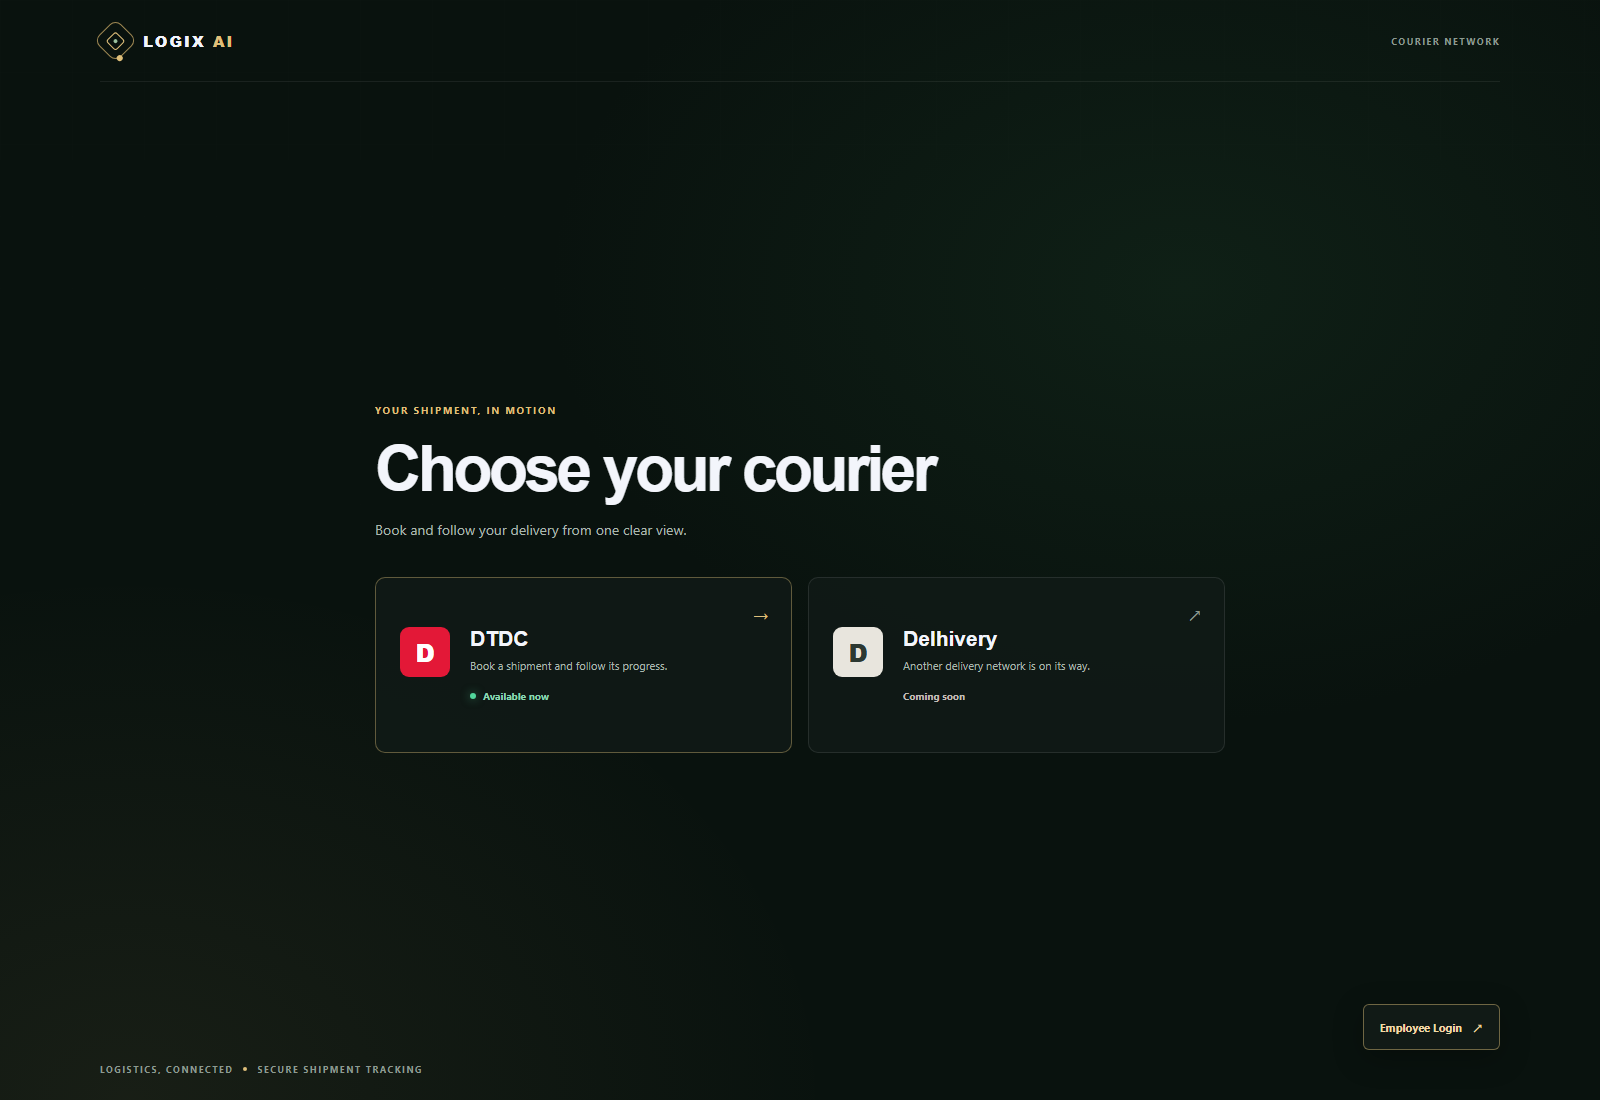 LOGIX AI
COURIER NETWORK
YOUR SHIPMENT, IN MOTION
Choose your courier
Book and follow your delivery from one clear view.
→
D
DTDC
Book a shipment and follow its progress.
Available now
↗
D
Delhivery
Another delivery network is on its way.
Coming soon
Employee Login ↗
LOGISTICS, CONNECTED • SECURE SHIPMENT TRACKING